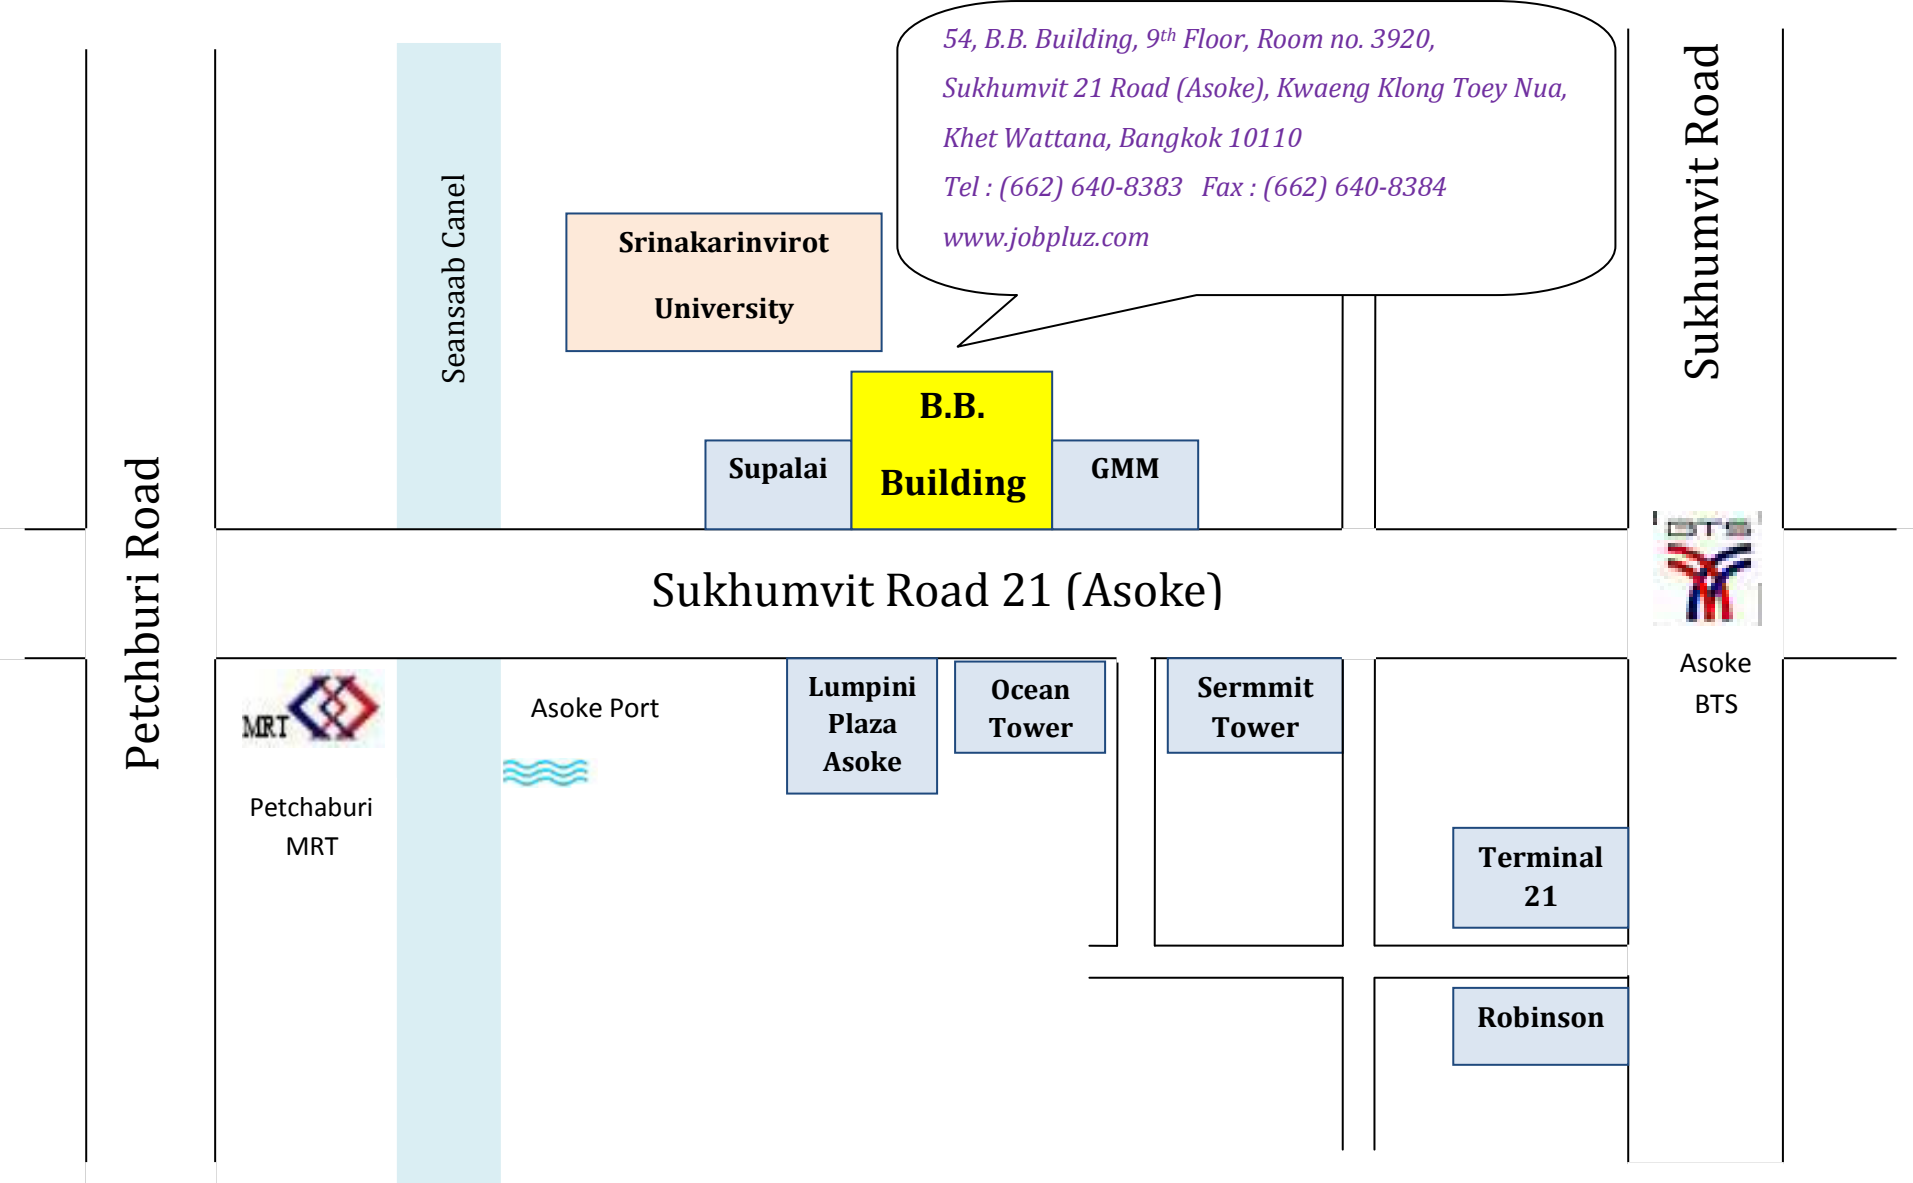 54, B.B. Building, 9th Floor, Room no. 3920,
Sukhumvit 21 Road (Asoke), Kwaeng Klong Toey Nua,
Khet Wattana, Bangkok 10110
Tel : (662) 640-8383 Fax : (662) 640-8384
www.jobpluz.com
Sukhumvit Road
Seansaab Canel
Srinakarinvirot
University
B.B.
Building
Supalai
GMM
Petchburi Road
Sukhumvit Road 21 (Asoke)
BTS
Asoke
BTS
MRT
Petchaburi
MRT
Asoke Port
Lumpini
Plaza
Asoke
Ocean
Tower
Sermmit
Tower
Terminal
21
Robinson